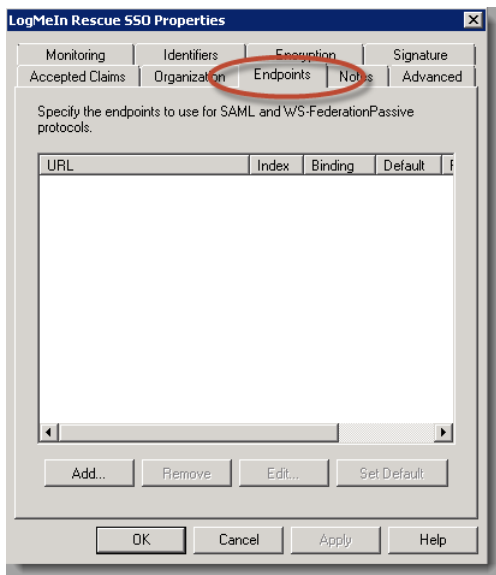 LogMeIn Rescue SSO Properties
Monitoring Identifiers Encryption Signature
Accepted Claims Organization Endpoints Notes Advanced
Specify the endpoints to use for SAML and WS-FederationPassive
protocols.
URL Index Binding Default
Add... Remove Edit... Set Default
OK Cancel Apply Help